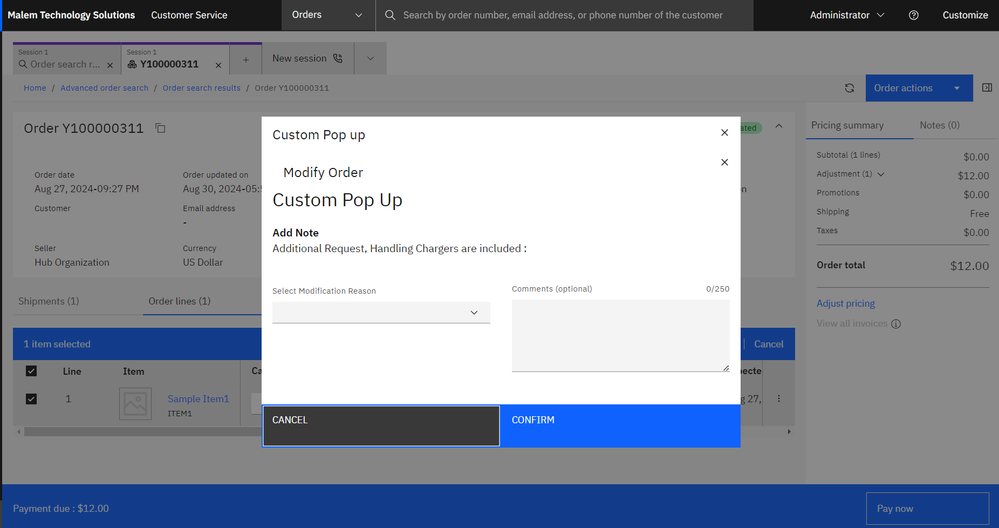 Malem Technology Solutions Customer Service Orders Search by order number, email address, or phone number of the customer Administrator Customize
Session 1 Session 1
Order search r... Y100000311 + New session
Home / Advanced order search / Order search results / Order Y100000311 Order actions
Order Y100000311
ated
Order date Order updated on
Aug 27, 2024-09:27 PM Aug 30, 2024-05:
Customer Email address
-
Seller Currency
Hub Organization US Dollar
Shipments (1) Order lines (1)
1 item selected Cancel
Line Item Ca ecte
1 Sample Item1 g 27,
ITEM1
Custom Pop up
Modify Order
Custom Pop Up
Add Note
Additional Request, Handling Chargers are included :
Select Modification Reason Comments (optional) 0/250
CANCEL CONFIRM
Pricing summary Notes (0)
Subtotal (1 lines) $0.00
Adjustment (1) $12.00
Promotions $0.00
Shipping Free
Taxes $0.00
Order total $12.00
Adjust pricing
View all invoices
Payment due : $12.00 Pay now